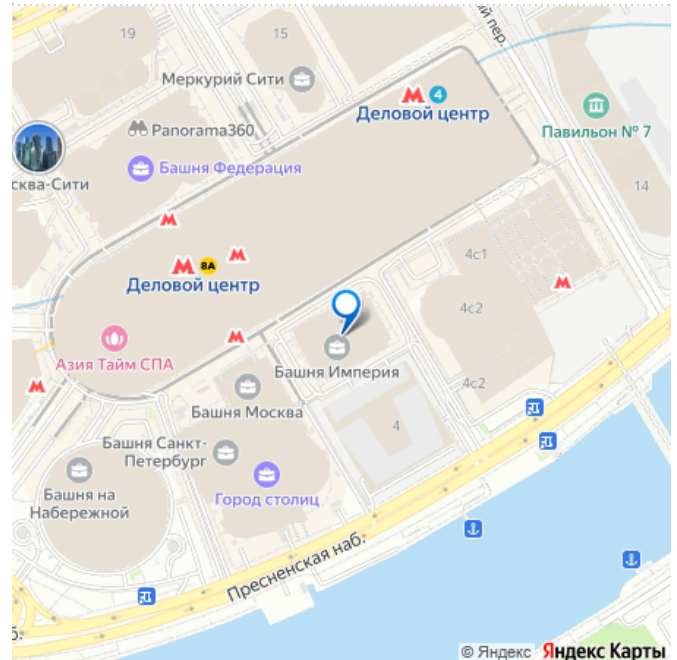 19
15
ий пер.
Меркурий Сити
4
Деловой центр
Panorama360
Павильон № 7
сква-Сити
Башня Федерация
14
4с1
8А
Деловой центр
4с2
Азия Тайм СПА
Башня Империя
4с2
Башня Москва
4
Башня Санкт-
Петербург
Башня на
Набережной
Город столиц
Пресненская наб.
б.
© Яндекс Яндекс Карты